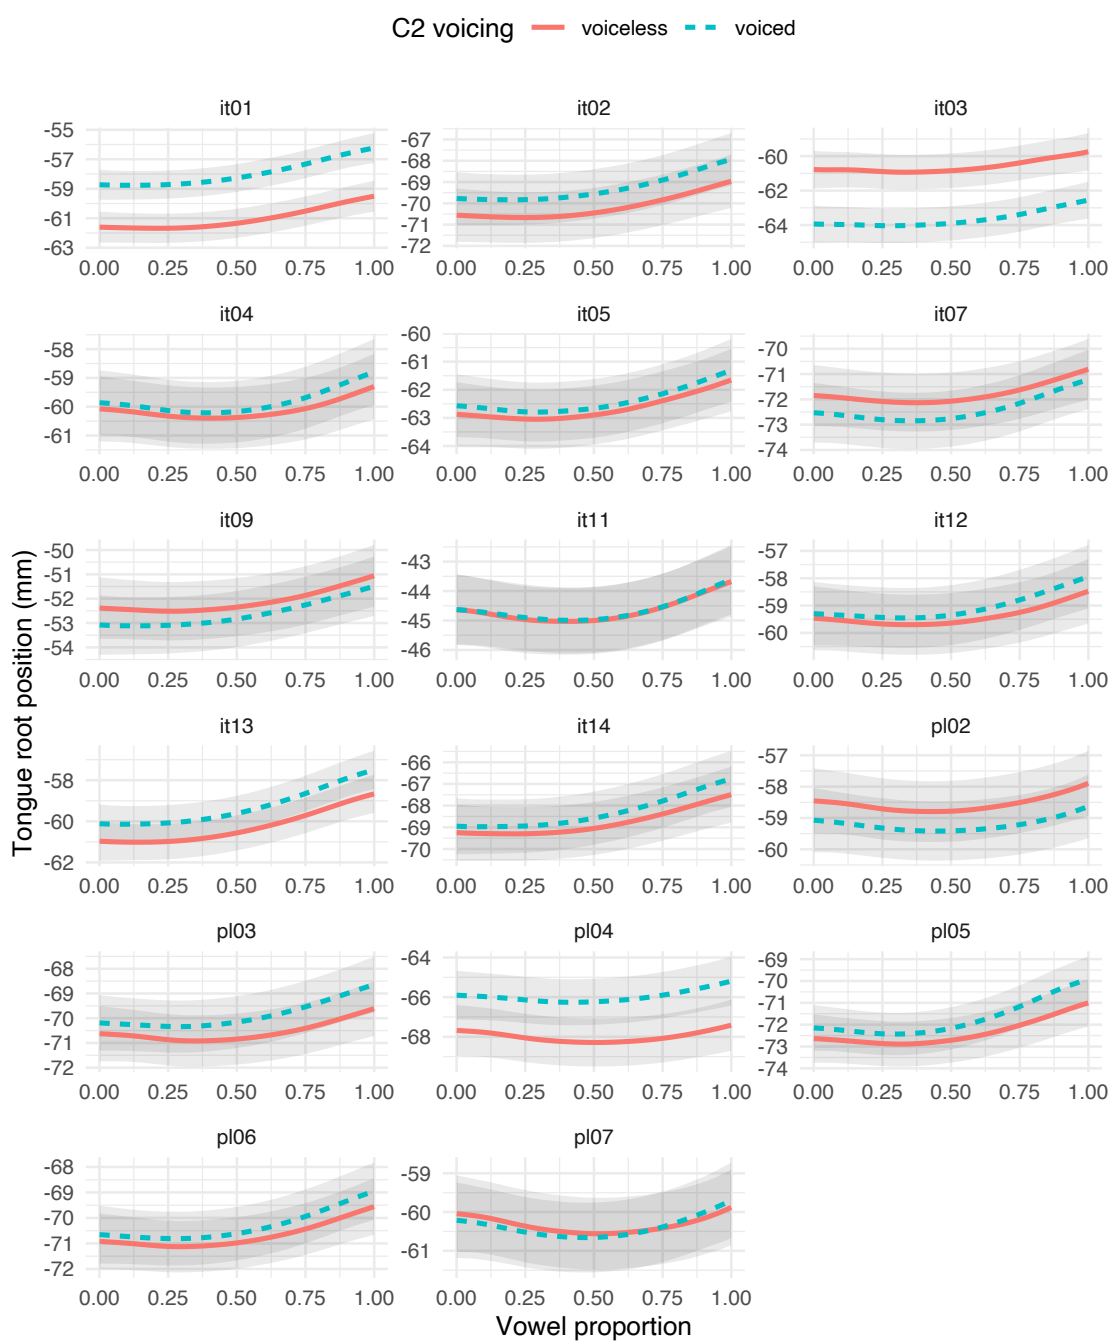 C2 voicing voiceless voiced
it01 it02 it03
-55
-57
-59
-61
-63
0.00 0.25 0.50 0.75 1.00
-67
-68
-69
-70
-71
-72
0.00 0.25 0.50 0.75 1.00
-60
-62
-64
0.00 0.25 0.50 0.75 1.00
it04 it05 it07
-58
-59
-60
-61
0.00 0.25 0.50 0.75 1.00
-60
-61
-62
-63
-64
0.00 0.25 0.50 0.75 1.00
-70
-71
-72
-73
-74
0.00 0.25 0.50 0.75 1.00
it09 it11 it12
-50
-51
-52
-53
-54
0.00 0.25 0.50 0.75 1.00
-43
-44
-45
-46
0.00 0.25 0.50 0.75 1.00
-57
-58
-59
-60
0.00 0.25 0.50 0.75 1.00
it13 it14 pl02
-58
-60
-62
0.00 0.25 0.50 0.75 1.00
-66
-67
-68
-69
-70
0.00 0.25 0.50 0.75 1.00
-57
-58
-59
-60
0.00 0.25 0.50 0.75 1.00
pl03 pl04 pl05
-68
-69
-70
-71
-72
0.00 0.25 0.50 0.75 1.00
-64
-66
-68
0.00 0.25 0.50 0.75 1.00
-69
-70
-71
-72
-73
-74
0.00 0.25 0.50 0.75 1.00
pl06 pl07
-68
-69
-70
-71
-72
0.00 0.25 0.50 0.75 1.00
-59
-60
-61
0.00 0.25 0.50 0.75 1.00
Tongue root position (mm)
Vowel proportion